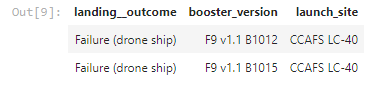 Out[9]: landing__outcome booster_version launch_site
Failure (drone ship) F9 v1.1 B1012 CCAFS LC-40
Failure (drone ship) F9 v1.1 B1015 CCAFS LC-40